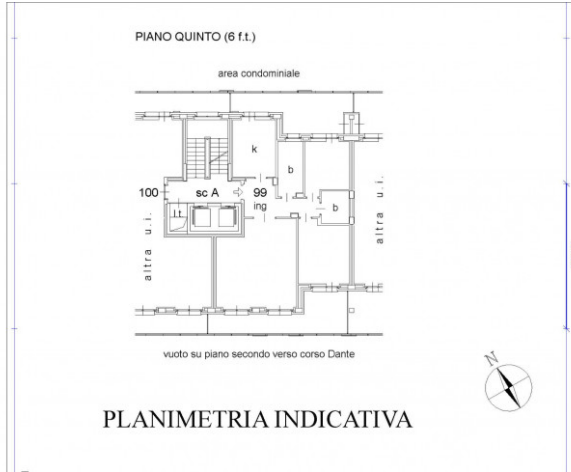 PIANO QUINTO (6 f.t.)
area condominiale
k
b
100
sc A
99
ing
b
l.t.
altra u.i.
altra u.i.
vuoto su piano secondo verso corso Dante
N
PLANIMETRIA INDICATIVA